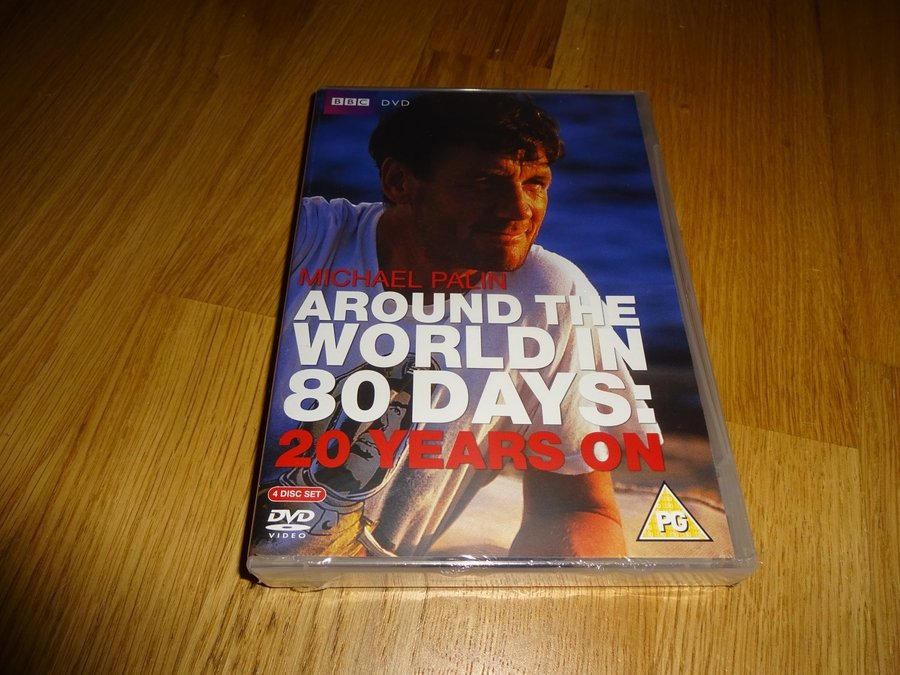 BBC DVD
MICHAEL PALIN
AROUND THE
WORLD IN
80 DAYS:
20 YEARS ON
4 DISC SET
DVD
VIDEO
PG